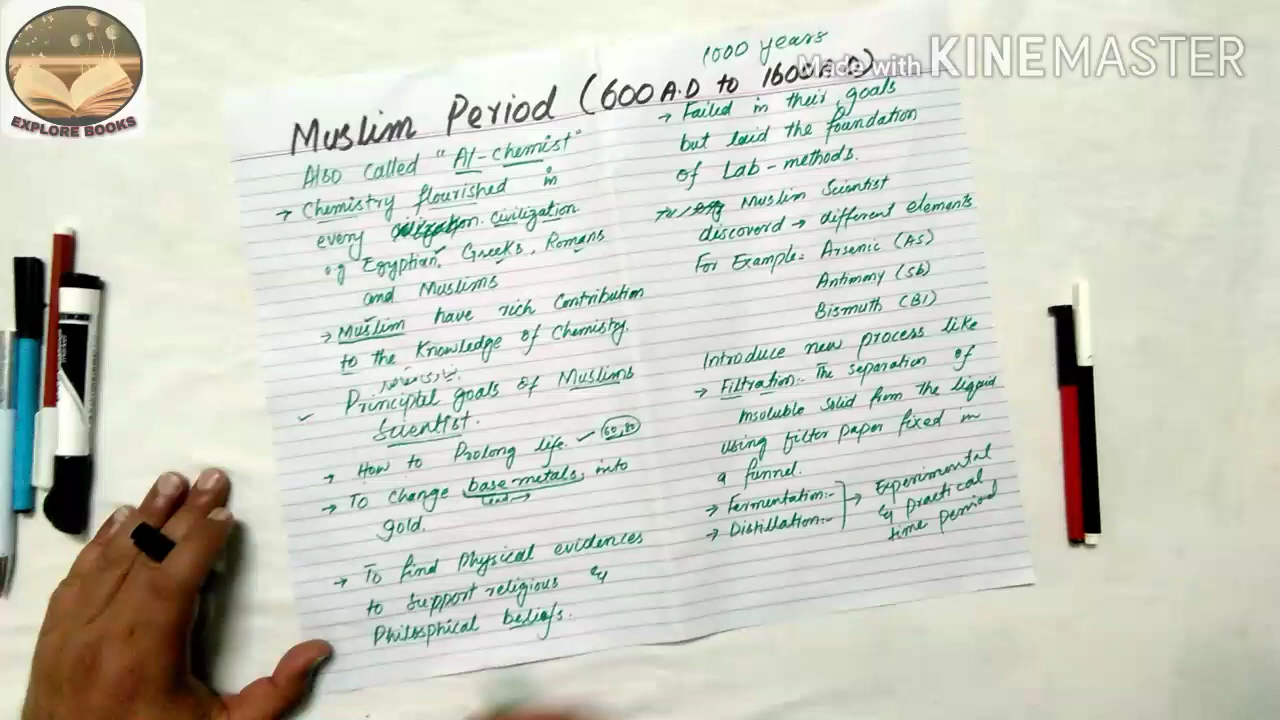 EXPLORE BOOKS
Made with KINEMASTER
1000 years
Muslim Period (600 A.D to 1600 A.D)
Also called "Al-chemist"
→ Chemistry flourished in
every civilization
e.g Egyptian, Greeks, Romans
and Muslims
→ Muslim have rich Contribution
to the Knowledge of Chemistry.
Principtal goals of Muslims
Scientist.
→ How to Prolong life
→ To change base metals into
lead →
gold.
→ To find Physical evidences
to support religious &
Philosphical beliefs.
→ Failed in their goals
but laid the foundation
of Lab-methods.
Muslim Scientist
discoverd → different elements
For Example: Arsenic (AS)
Antimony (Sb)
Bismuth (BI)
Introduce new process like
→ Filtration:- The separation of
insoluble solid from the liquid
using filter paper fixed in
a funnel.
→ Fermentation:-
→ Distillation:-
→ Experimental
& practical
time period